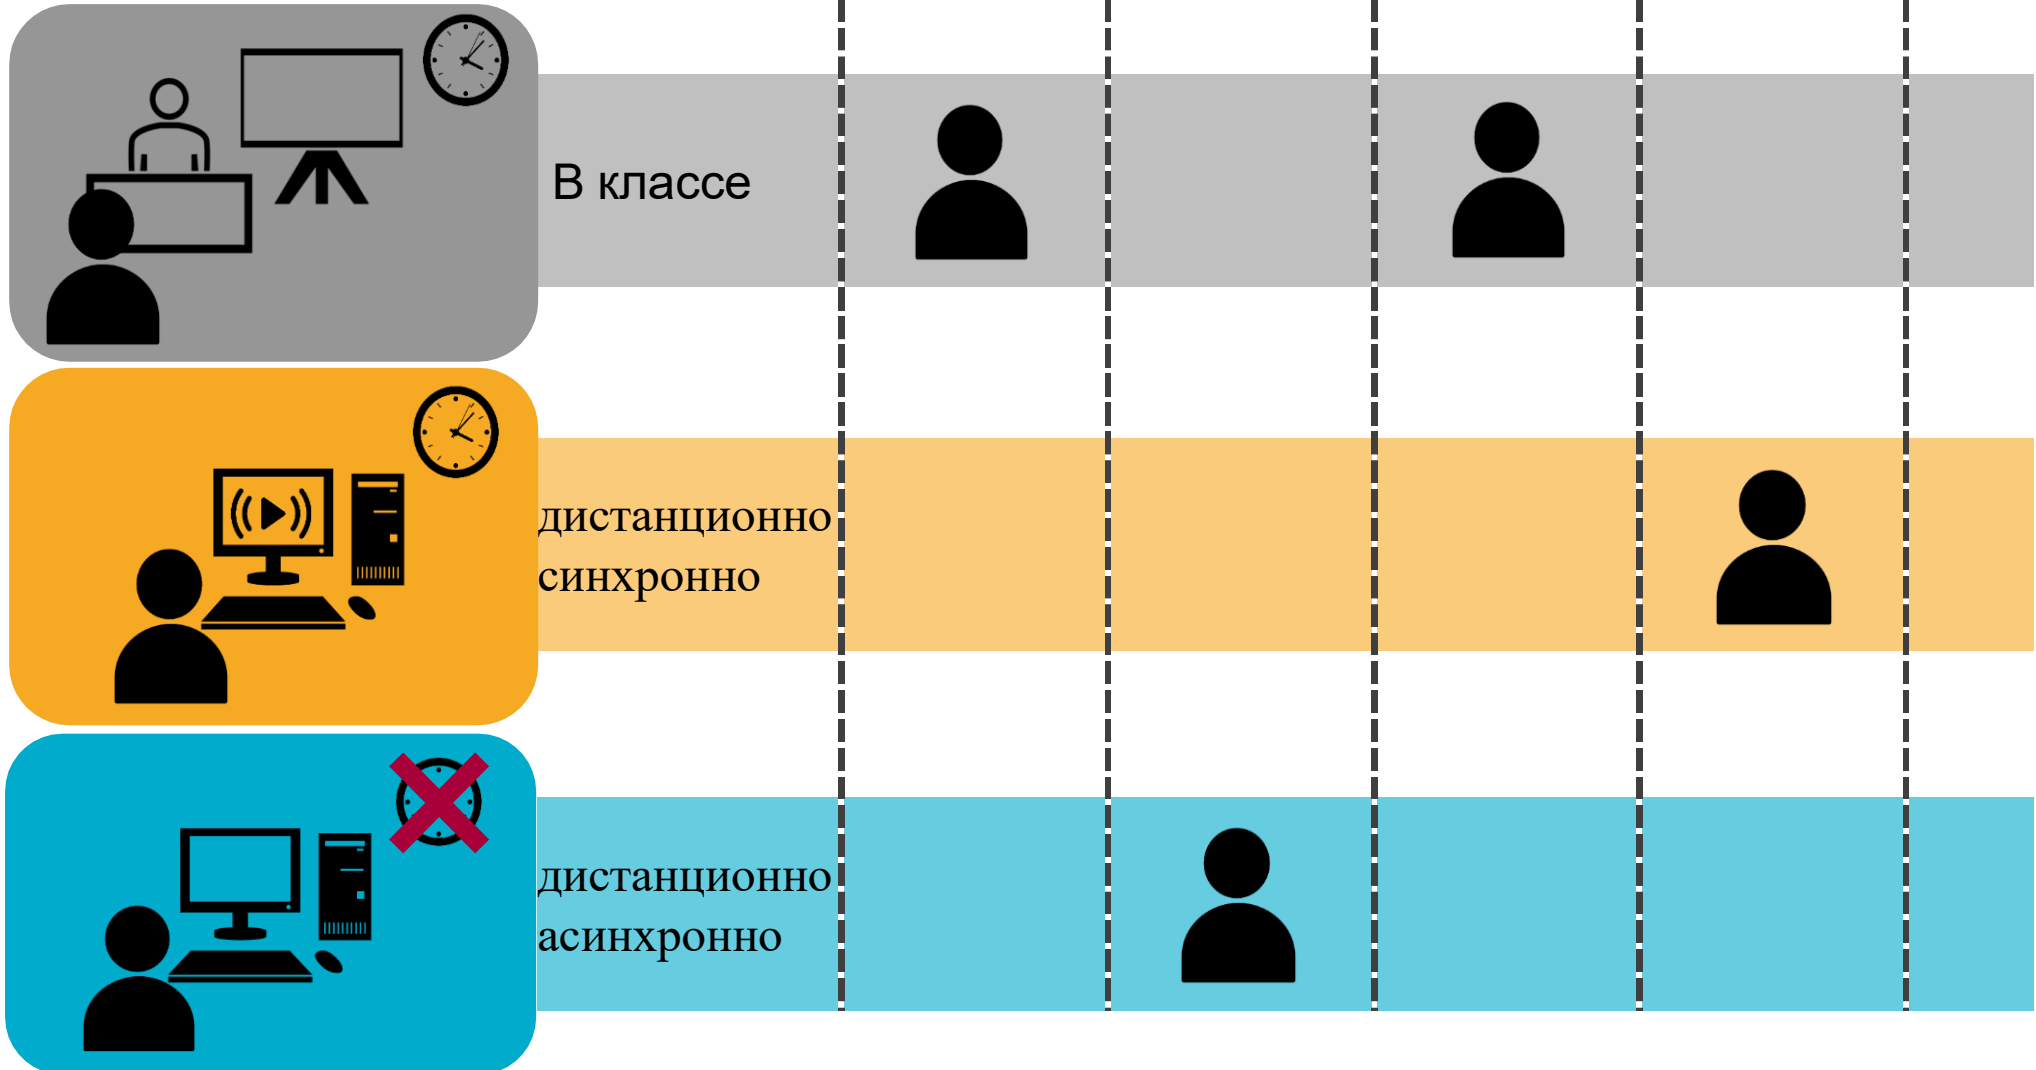 В классе
дистанционно
синхронно
дистанционно
асинхронно